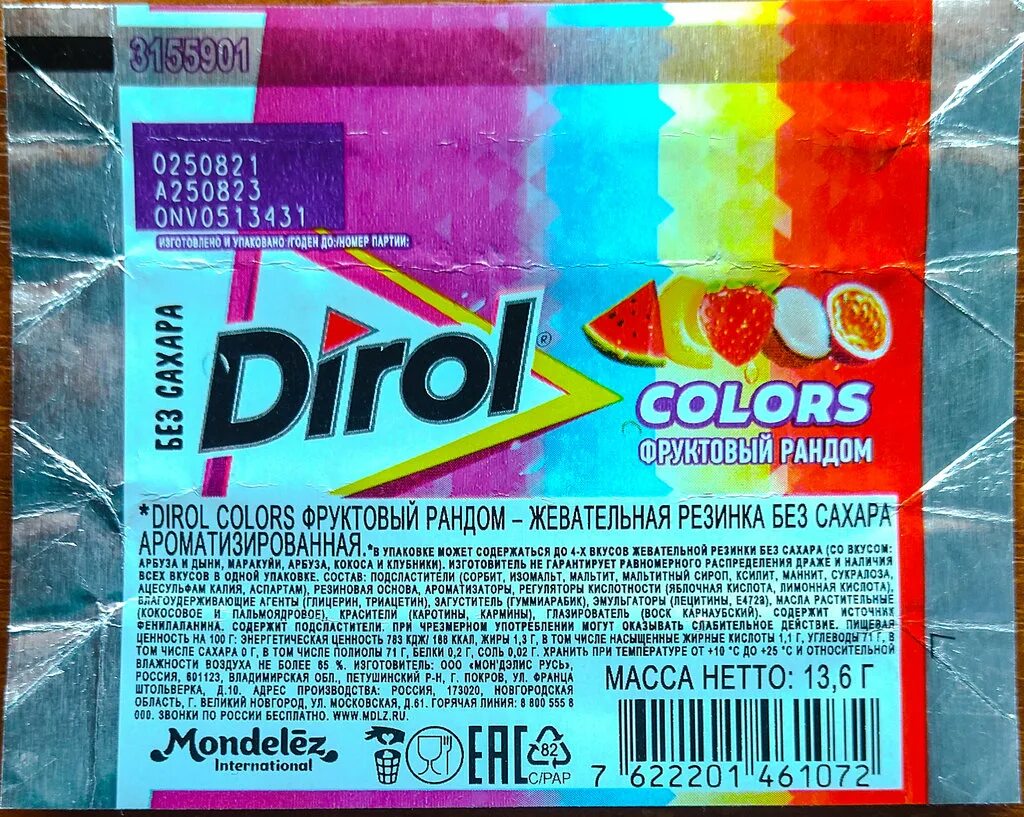 3155901
0250821
A250823
ONV0513431
ИЗГОТОВЛЕНО И УПАКОВАНО /ГОДЕН ДО:/НОМЕР ПАРТИИ:
БЕЗ САХАРА
Dirol®
COLORS
ФРУКТОВЫЙ РАНДОМ
*DIROL COLORS ФРУКТОВЫЙ РАНДОМ – ЖЕВАТЕЛЬНАЯ РЕЗИНКА БЕЗ САХАРА
АРОМАТИЗИРОВАННАЯ.*В УПАКОВКЕ МОЖЕТ СОДЕРЖАТЬСЯ ДО 4-Х ВКУСОВ ЖЕВАТЕЛЬНОЙ РЕЗИНКИ БЕЗ САХАРА (СО ВКУСОМ:
АРБУЗА И ДЫНИ, МАРАКУЙИ, АРБУЗА, КОКОСА И КЛУБНИКИ). ИЗГОТОВИТЕЛЬ НЕ ГАРАНТИРУЕТ РАВНОМЕРНОГО РАСПРЕДЕЛЕНИЯ ДРАЖЕ И НАЛИЧИЯ
ВСЕХ ВКУСОВ В ОДНОЙ УПАКОВКЕ. СОСТАВ: ПОДСЛАСТИТЕЛИ (СОРБИТ, ИЗОМАЛЬТ, МАЛЬТИТ, МАЛЬТИТНЫЙ СИРОП, КСИЛИТ, МАННИТ, СУКРАЛОЗА,
АЦЕСУЛЬФАМ КАЛИЯ, АСПАРТАМ), РЕЗИНОВАЯ ОСНОВА, АРОМАТИЗАТОРЫ, РЕГУЛЯТОРЫ КИСЛОТНОСТИ (ЯБЛОЧНАЯ КИСЛОТА, ЛИМОННАЯ КИСЛОТА),
ВЛАГОУДЕРЖИВАЮЩИЕ АГЕНТЫ (ГЛИЦЕРИН, ТРИАЦЕТИН), ЗАГУСТИТЕЛЬ (ГУММИАРАБИК), ЭМУЛЬГАТОРЫ (ЛЕЦИТИНЫ, Е472а), МАСЛА РАСТИТЕЛЬНЫЕ
(КОКОСОВОЕ И ПАЛЬМОЯДРОВОЕ), КРАСИТЕЛИ (КАРОТИНЫ, КАРМИНЫ), ГЛАЗИРОВАТЕЛЬ (ВОСК КАРНАУБСКИЙ). СОДЕРЖИТ ИСТОЧНИК
ФЕНИЛАЛАНИНА. СОДЕРЖИТ ПОДСЛАСТИТЕЛИ. ПРИ ЧРЕЗМЕРНОМ УПОТРЕБЛЕНИИ МОГУТ ОКАЗЫВАТЬ СЛАБИТЕЛЬНОЕ ДЕЙСТВИЕ. ПИЩЕВАЯ
ЦЕННОСТЬ НА 100 Г: ЭНЕРГЕТИЧЕСКАЯ ЦЕННОСТЬ 783 КДЖ/ 188 ККАЛ, ЖИРЫ 1,3 Г, В ТОМ ЧИСЛЕ НАСЫЩЕННЫЕ ЖИРНЫЕ КИСЛОТЫ 1,1 Г, УГЛЕВОДЫ 71 Г, В
ТОМ ЧИСЛЕ САХАРА 0 Г, В ТОМ ЧИСЛЕ ПОЛИОЛЫ 71 Г, БЕЛКИ 0,2 Г, СОЛЬ 0,02 Г. ХРАНИТЬ ПРИ ТЕМПЕРАТУРЕ ОТ +10 °С ДО +25 °С И ОТНОСИТЕЛЬНОЙ
ВЛАЖНОСТИ ВОЗДУХА НЕ БОЛЕЕ 65 %. ИЗГОТОВИТЕЛЬ: ООО «МОН'ДЭЛИС РУСЬ»,
РОССИЯ, 601123, ВЛАДИМИРСКАЯ ОБЛ., ПЕТУШИНСКИЙ Р-Н, Г. ПОКРОВ, УЛ. ФРАНЦА
ШТОЛЬВЕРКА, Д.10. АДРЕС ПРОИЗВОДСТВА: РОССИЯ, 173020, НОВГОРОДСКАЯ
ОБЛАСТЬ, Г. ВЕЛИКИЙ НОВГОРОД, УЛ. МОСКОВСКАЯ, Д.61. ГОРЯЧАЯ ЛИНИЯ: 8 800 555 8
000. ЗВОНКИ ПО РОССИИ БЕСПЛАТНО. WWW.MDLZ.RU.
МАССА НЕТТО: 13,6 Г
Mondelēz
International
EAC
82
C/PAP
7 622201 461072